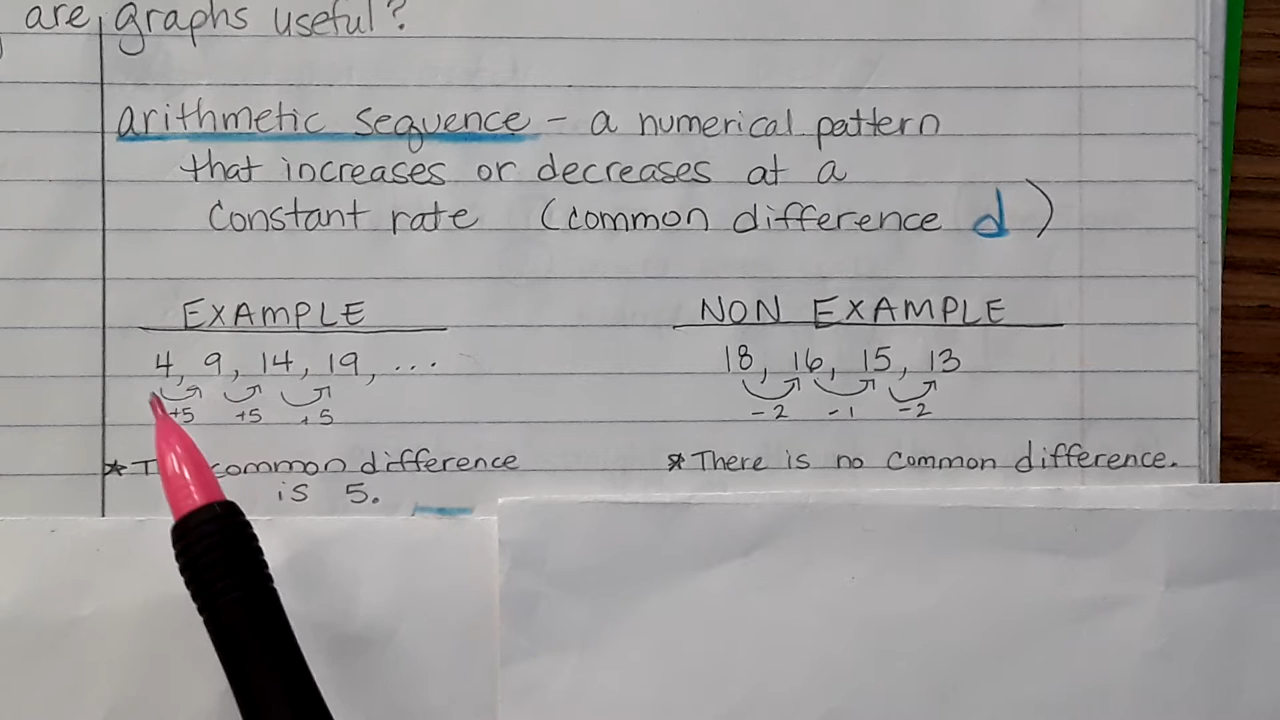 are graphs useful?
arithmetic sequence - a numerical pattern
that increases or decreases at a
constant rate (common difference d)
EXAMPLE
4, 9, 14, 19, ...
+5 +5 +5
* common difference
is 5.
NON EXAMPLE
18, 16, 15, 13
-2 -1 -2
* There is no common difference.